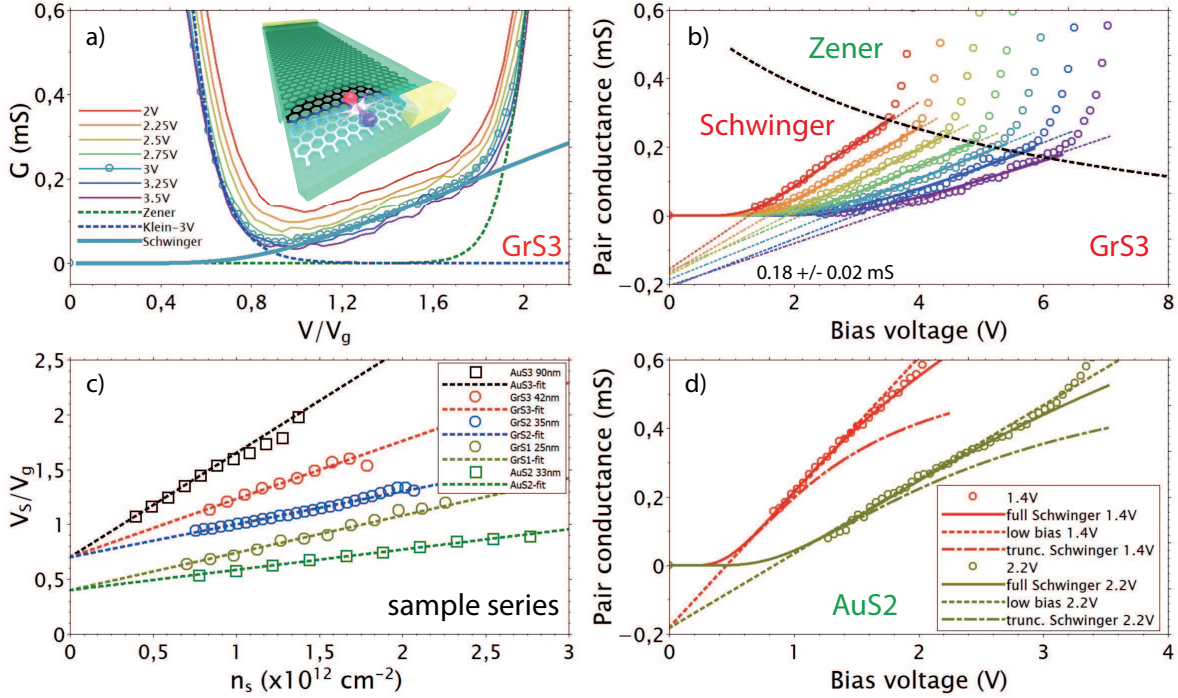 a)
G (mS)
0,6
0,4
0,2
0
2V
2.25V
2.5V
2.75V
3V
3.25V
3.5V
Zener
Klein-3V
Schwinger
GrS3
0
0,4
0,8
1,2
1,6
2
V/Vg
b)
Pair conductance (mS)
0,6
0,4
0,2
0
−0,2
Zener
Schwinger
0.18 +/- 0.02 mS
GrS3
0
2
4
6
8
Bias voltage (V)
c)
VS/Vg
2,5
2
1,5
1
0,5
0
AuS3 90nm
AuS3-fit
GrS3 42nm
GrS3-fit
GrS2 35nm
GrS2-fit
GrS1 25nm
GrS1-fit
AuS2 33nm
AuS2-fit
sample series
0
0,5
1
1,5
2
2,5
3
ns (x10¹² cm⁻²)
d)
Pair conductance (mS)
0,6
0,4
0,2
0
−0,2
AuS2
1.4V
full Schwinger 1.4V
low bias 1.4V
trunc. Schwinger 1.4V
2.2V
full Schwinger 2.2V
low bias 2.2V
trunc. Schwinger 2.2V
0
1
2
3
4
Bias voltage (V)